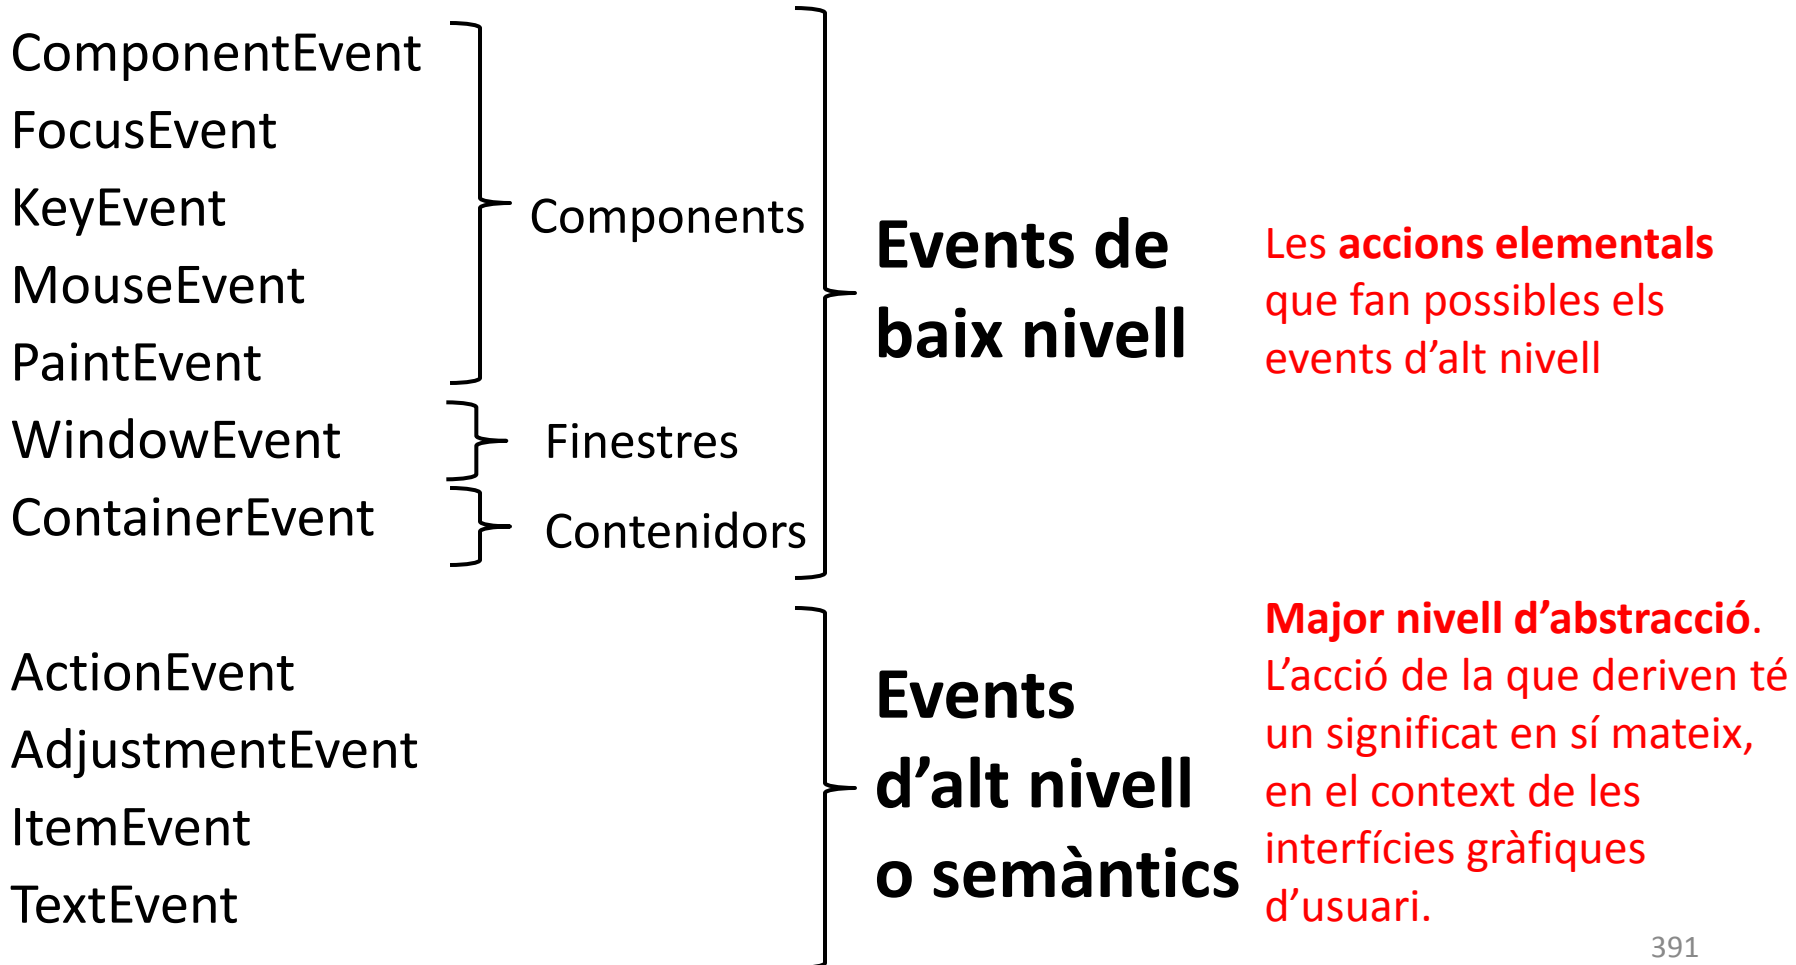 ComponentEvent
FocusEvent
KeyEvent
MouseEvent
PaintEvent
WindowEvent
ContainerEvent
Components
Finestres
Contenidors
Events de
baix nivell
Les accions elementals
que fan possibles els
events d’alt nivell
ActionEvent
AdjustmentEvent
ItemEvent
TextEvent
Events
d’alt nivell
o semàntics
Major nivell d’abstracció.
L’acció de la que deriven té
un significat en sí mateix,
en el context de les
interfícies gràfiques
d’usuari.
391